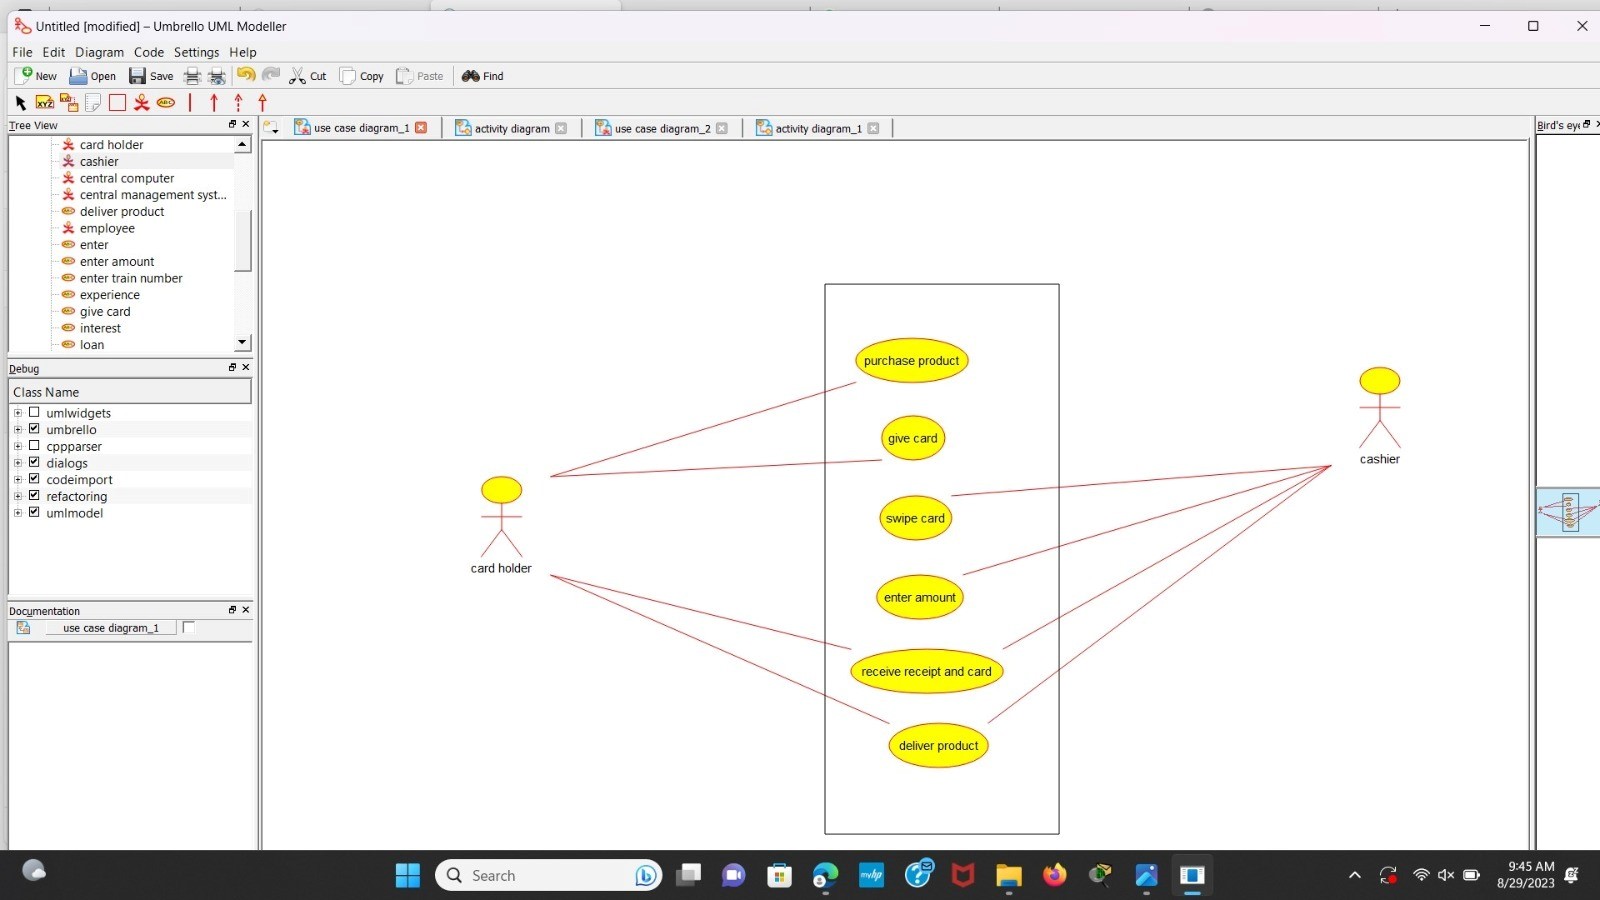 Untitled [modified] – Umbrello UML Modeller
File Edit Diagram Code Settings Help
New Open Save Cut Copy Paste Find
XYZ ABC
Tree View
use case diagram_1 activity diagram use case diagram_2 activity diagram_1
Bird's eye
card holder
cashier
central computer
central management syst...
deliver product
employee
enter
enter amount
enter train number
experience
give card
interest
loan
Debug
Class Name
umlwidgets
umbrello
cppparser
dialogs
codeimport
refactoring
umlmodel
Documentation
use case diagram_1
purchase product
give card
swipe card
enter amount
receive receipt and card
deliver product
card holder
cashier
Search
myhp
9:45 AM
8/29/2023